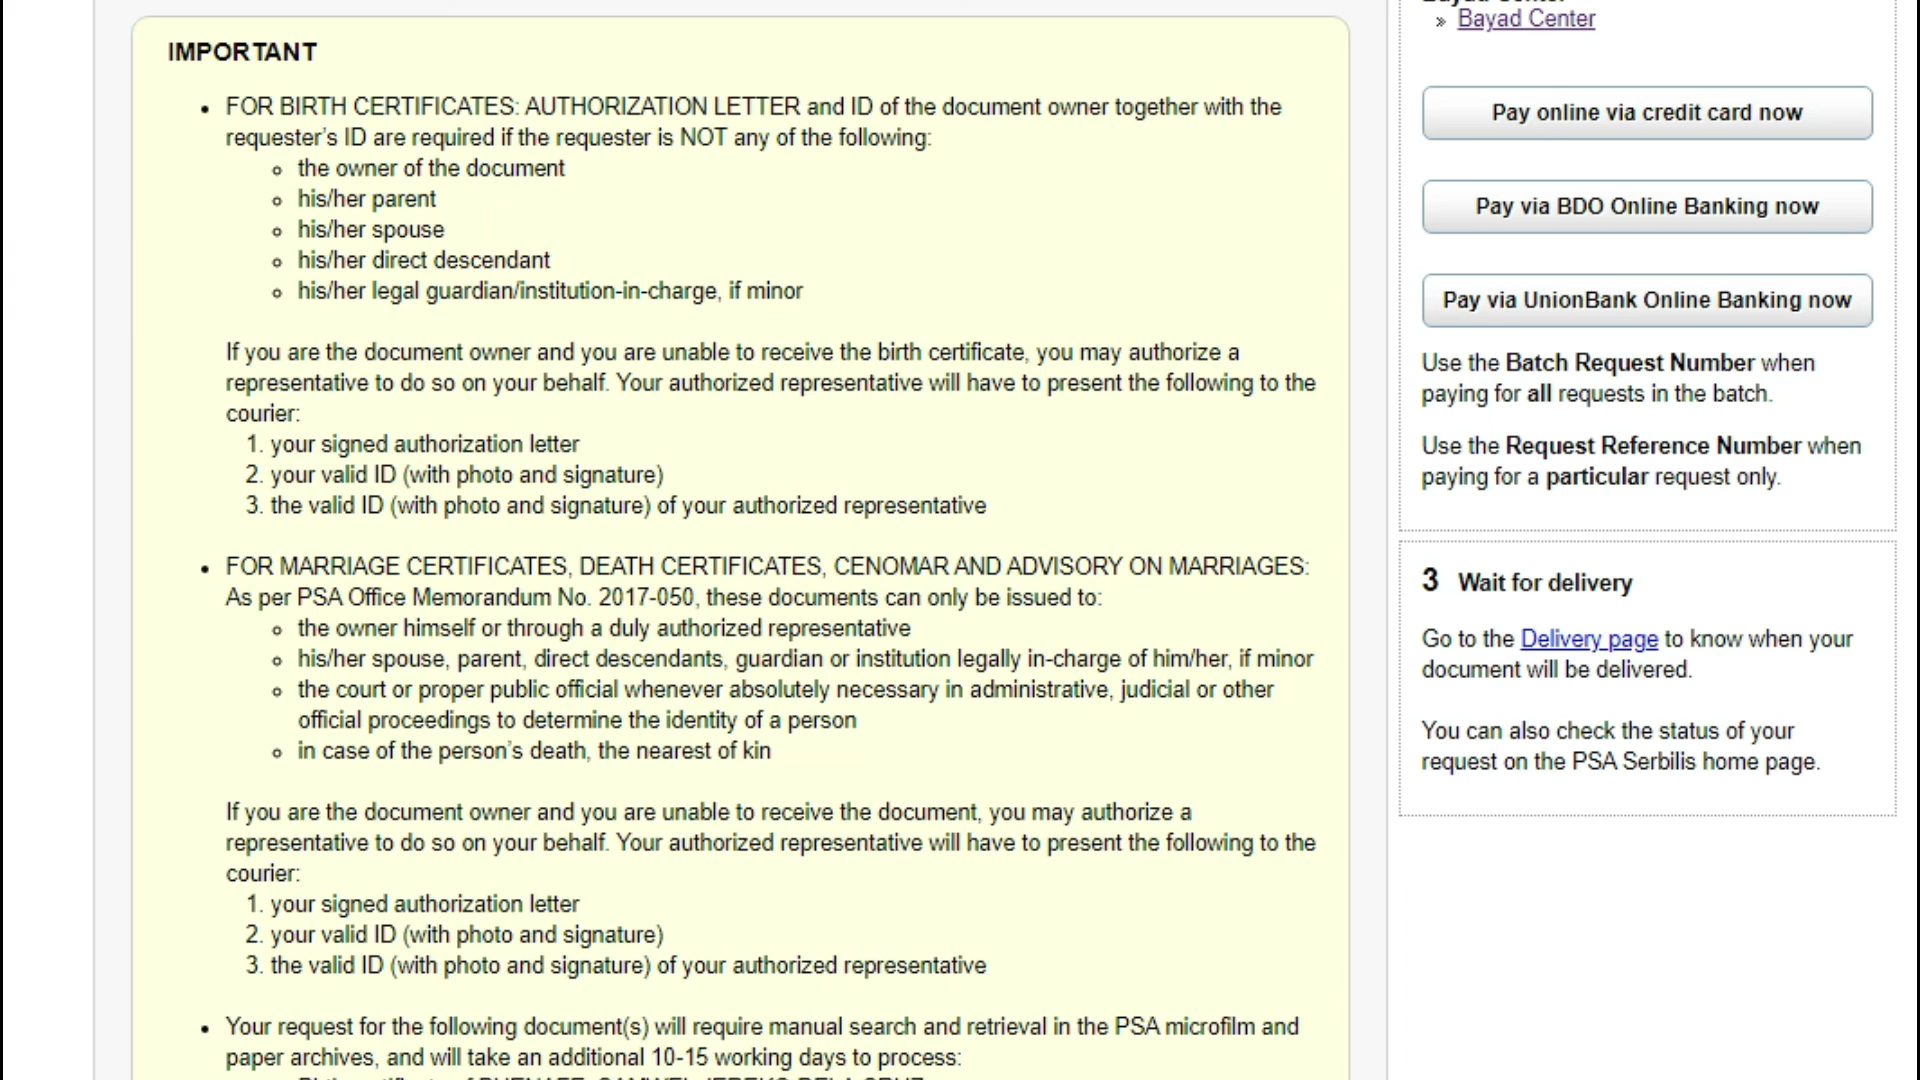 IMPORTANT
• FOR BIRTH CERTIFICATES: AUTHORIZATION LETTER and ID of the document owner together with the
requester's ID are required if the requester is NOT any of the following:
◦ the owner of the document
◦ his/her parent
◦ his/her spouse
◦ his/her direct descendant
◦ his/her legal guardian/institution-in-charge, if minor
If you are the document owner and you are unable to receive the birth certificate, you may authorize a
representative to do so on your behalf. Your authorized representative will have to present the following to the
courier:
1. your signed authorization letter
2. your valid ID (with photo and signature)
3. the valid ID (with photo and signature) of your authorized representative
• FOR MARRIAGE CERTIFICATES, DEATH CERTIFICATES, CENOMAR AND ADVISORY ON MARRIAGES:
As per PSA Office Memorandum No. 2017-050, these documents can only be issued to:
◦ the owner himself or through a duly authorized representative
◦ his/her spouse, parent, direct descendants, guardian or institution legally in-charge of him/her, if minor
◦ the court or proper public official whenever absolutely necessary in administrative, judicial or other
official proceedings to determine the identity of a person
◦ in case of the person's death, the nearest of kin
If you are the document owner and you are unable to receive the document, you may authorize a
representative to do so on your behalf. Your authorized representative will have to present the following to the
courier:
1. your signed authorization letter
2. your valid ID (with photo and signature)
3. the valid ID (with photo and signature) of your authorized representative
• Your request for the following document(s) will require manual search and retrieval in the PSA microfilm and
paper archives, and will take an additional 10-15 working days to process:
» Bayad Center
Pay online via credit card now
Pay via BDO Online Banking now
Pay via UnionBank Online Banking now
Use the Batch Request Number when
paying for all requests in the batch.
Use the Request Reference Number when
paying for a particular request only.
3 Wait for delivery
Go to the Delivery page to know when your
document will be delivered.
You can also check the status of your
request on the PSA Serbilis home page.